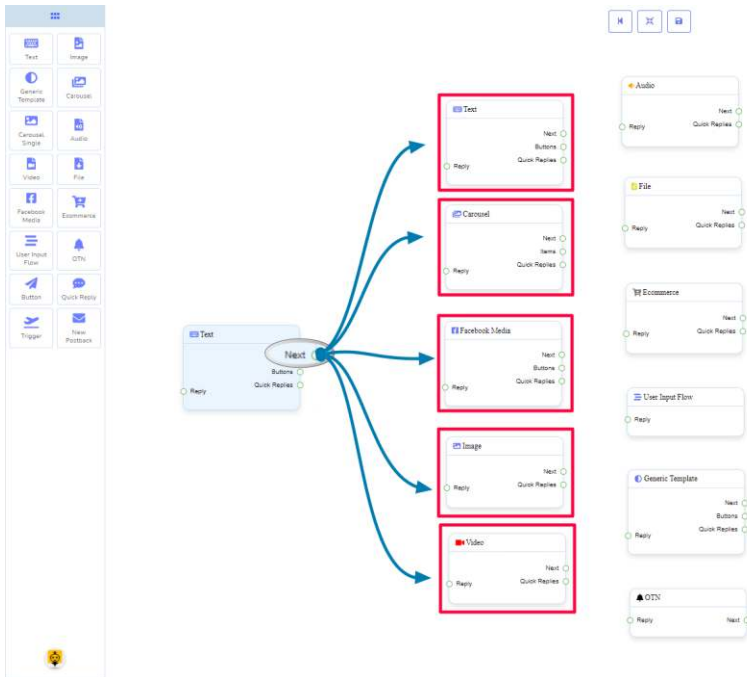 Text
Image
Generic
Template
Carousel
Carousel
Single
Audio
Video
File
Facebook
Media
Ecommerce
User Input
Flow
OTN
Button
Quick Reply
Trigger
New
Postback
Text
Next
Buttons
Quick Replies
Reply
Text
Next
Buttons
Quick Replies
Reply
Carousel
Next
Items
Quick Replies
Reply
Facebook Media
Next
Buttons
Quick Replies
Reply
Image
Next
Quick Replies
Reply
Video
Next
Quick Replies
Reply
Audio
Next
Quick Replies
Reply
File
Next
Quick Replies
Reply
Ecommerce
Next
Quick Replies
Reply
User Input Flow
Reply
Generic Template
Next
Buttons
Quick Replies
Reply
OTN
Reply
Next